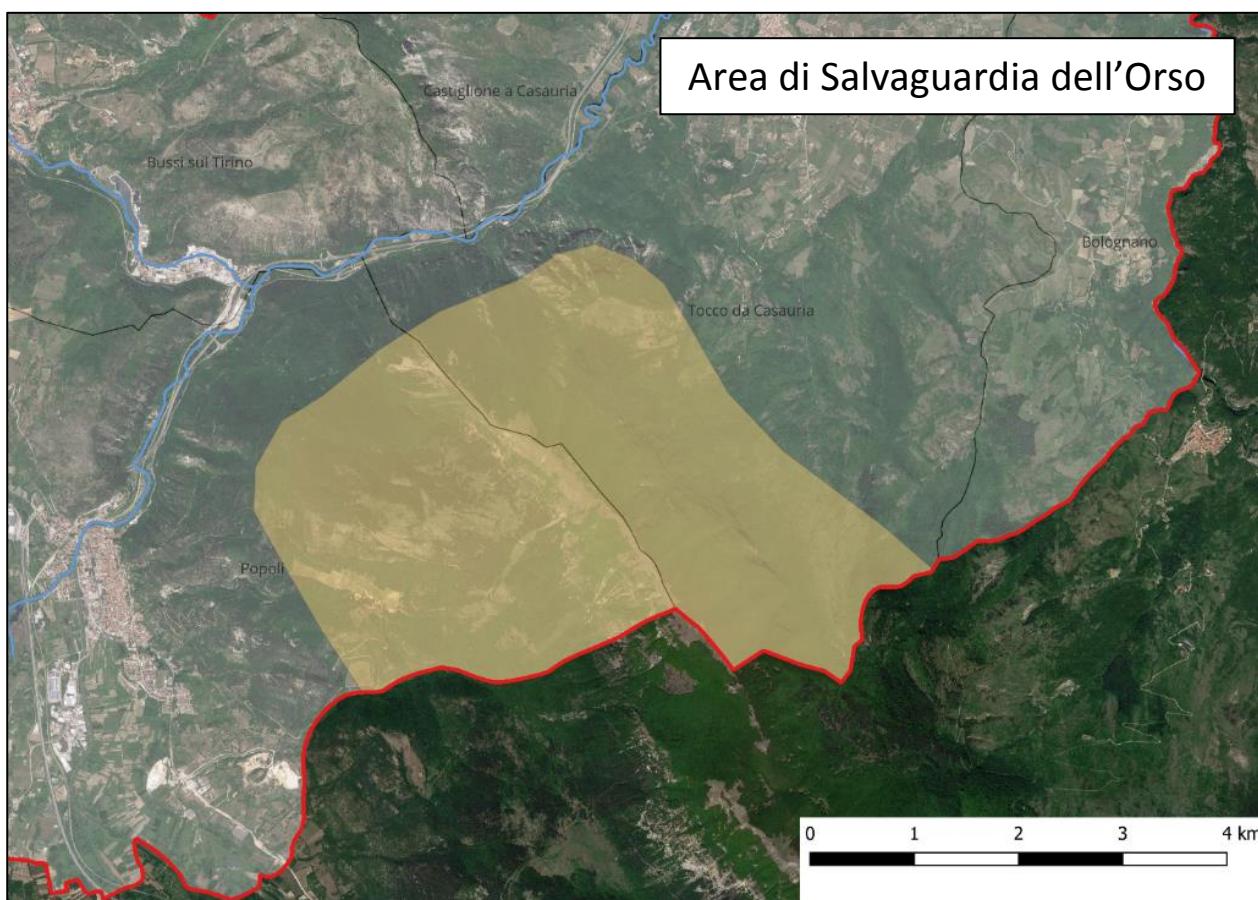 Area di Salvaguardia dell’Orso
Castiglione a Casauria
Bussi sul Tirino
Bolognano
Tocco da Casauria
Popoli
0 1 2 3 4 km